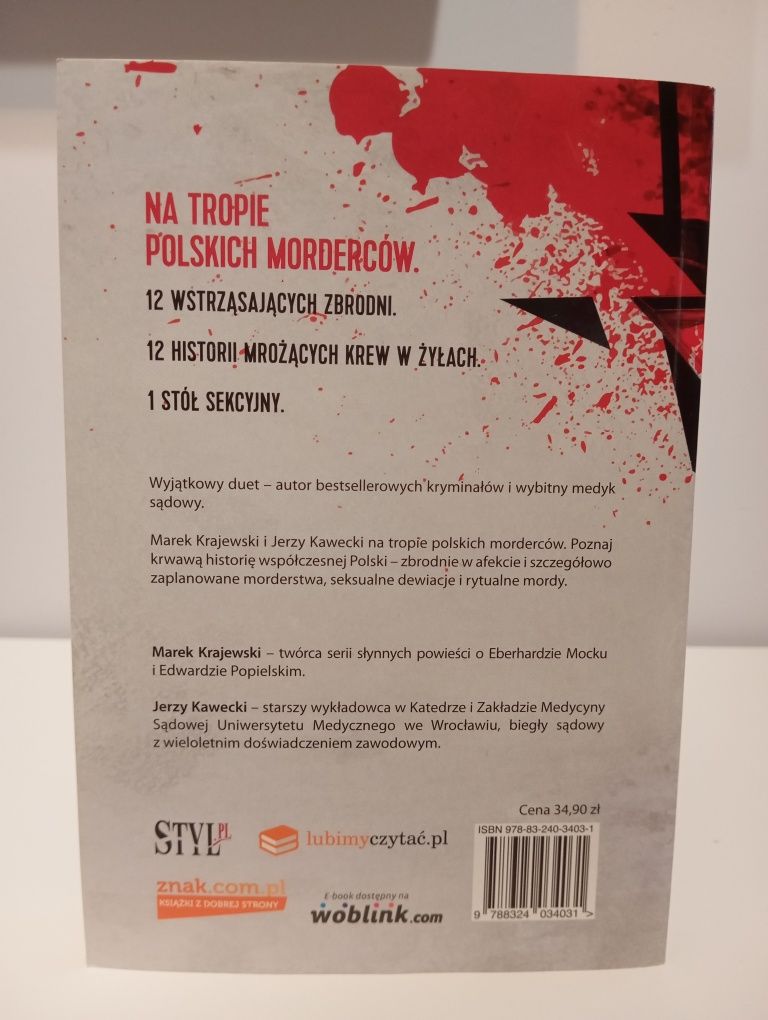 NA TROPIE
POLSKICH MORDERCÓW.
12 WSTRZĄSAJĄCYCH ZBRODNI.
12 HISTORII MROŻĄCYCH KREW W ŻYŁACH.
1 STÓŁ SEKCYJNY.
Wyjątkowy duet – autor bestsellerowych kryminałów i wybitny medyk
sądowy.
Marek Krajewski i Jerzy Kawecki na tropie polskich morderców. Poznaj
krwawą historię współczesnej Polski – zbrodnie w afekcie i szczegółowo
zaplanowane morderstwa, seksualne dewiacje i rytualne mordy.
Marek Krajewski – twórca serii słynnych powieści o Eberhardzie Mocku
i Edwardzie Popielskim.
Jerzy Kawecki – starszy wykładowca w Katedrze i Zakładzie Medycyny
Sądowej Uniwersytetu Medycznego we Wrocławiu, biegły sądowy
z wieloletnim doświadczeniem zawodowym.
Cena 34,90 zł
ISBN 978-83-240-3403-1
STYL.PL
lubimyczytać.pl
znak.com.pl
KSIĄŻKI Z DOBREJ STRONY
E-book dostępny na
woblink.com
9 788324 034031 >